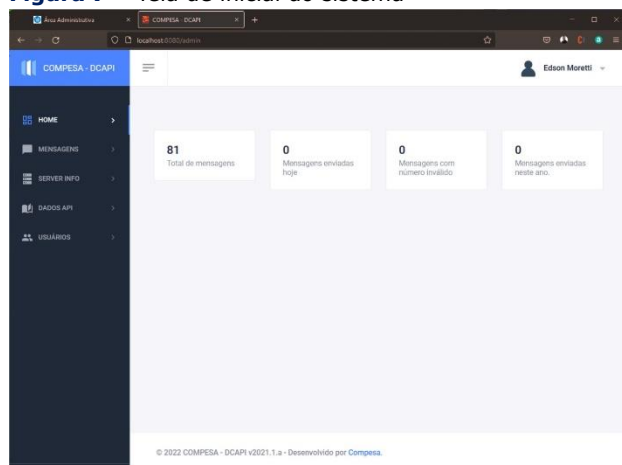 Tela de inicial do sistema
Área Administrativa
COMPESA - DCAPI
localhost:8080/admin
COMPESA - DCAPI
Edson Moretti
HOME
MENSAGENS
SERVER INFO
DADOS API
USUÁRIOS
81
Total de mensagens
0
Mensagens enviadas
hoje
0
Mensagens com
número inválido
0
Mensagens enviadas
neste ano.
© 2022 COMPESA - DCAPI v2021.1.a - Desenvolvido por Compesa.